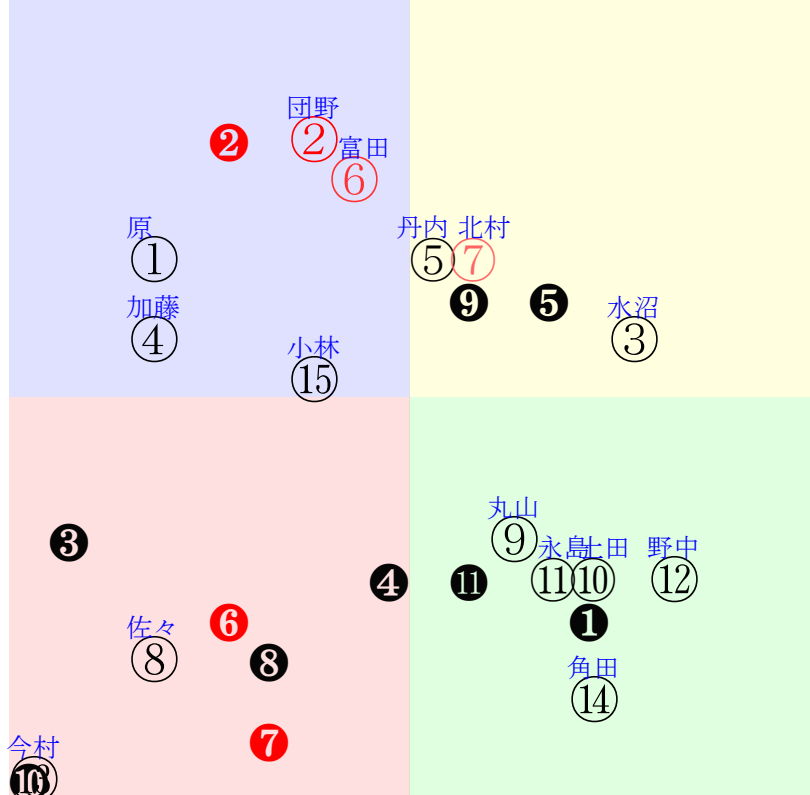 団野
❷ ②
富田
⑥
原 丹内 北村
① ⑤ ⑦
❾ ❺
加藤 水沼
④ ③
小林
⑮
丸山
❸ ⑨
永島 土田 野中
❹ ⓫ ⑪ ⑩ ⑫
佐々 ❻ ❶
⑧ ❽
角田
⑭
❼
今村
❿